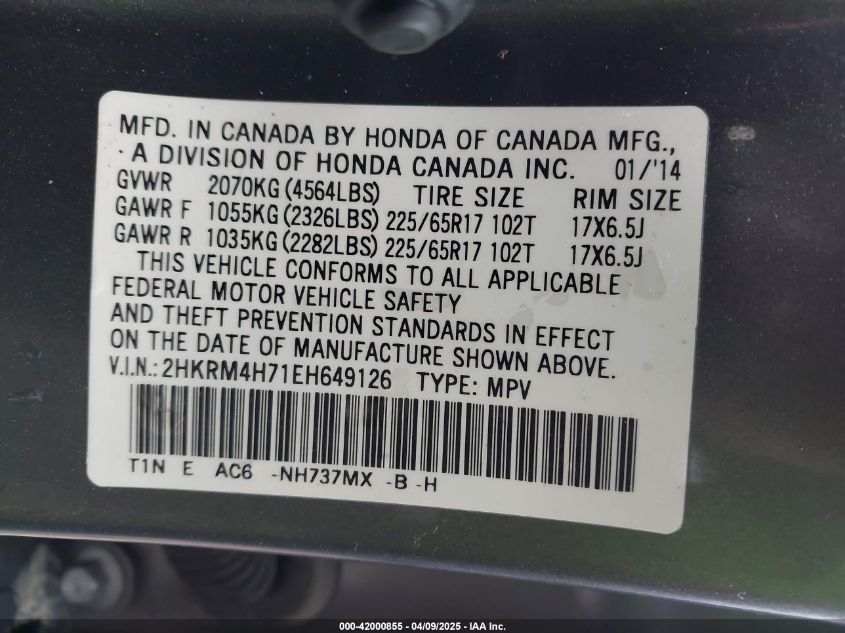 MFD. IN CANADA BY HONDA OF CANADA MFG.,
A DIVISION OF HONDA CANADA INC. 01/'14
GVWR 2070KG (4564LBS) TIRE SIZE RIM SIZE
GAWR F 1055KG (2326LBS) 225/65R17 102T 17X6.5J
GAWR R 1035KG (2282LBS) 225/65R17 102T 17X6.5J
THIS VEHICLE CONFORMS TO ALL APPLICABLE
FEDERAL MOTOR VEHICLE SAFETY
AND THEFT PREVENTION STANDARDS IN EFFECT
ON THE DATE OF MANUFACTURE SHOWN ABOVE.
V.I.N.: 2HKRM4H71EH649126 TYPE: MPV
T1N E AC6 -NH737MX -B -H
000-42000855 - 04/09/2025 - IAA Inc.